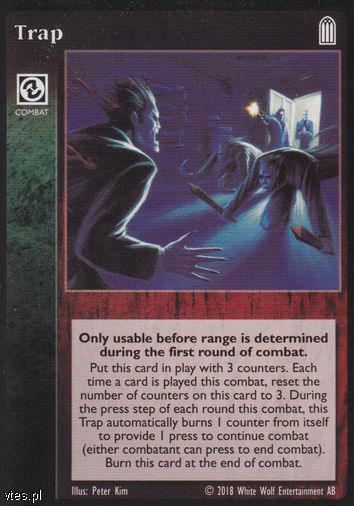 Trap
COMBAT
Only usable before range is determined
during the first round of combat.
Put this card in play with 3 counters. Each
time a card is played this combat, reset the
number of counters on this card to 3. During
the press step of each round this combat, this
Trap automatically burns 1 counter from itself
to provide 1 press to continue combat
(either combatant can press to end combat).
Burn this card at the end of combat.
Illus: Peter Kim © 2018 White Wolf Entertainment AB
vtes.pl